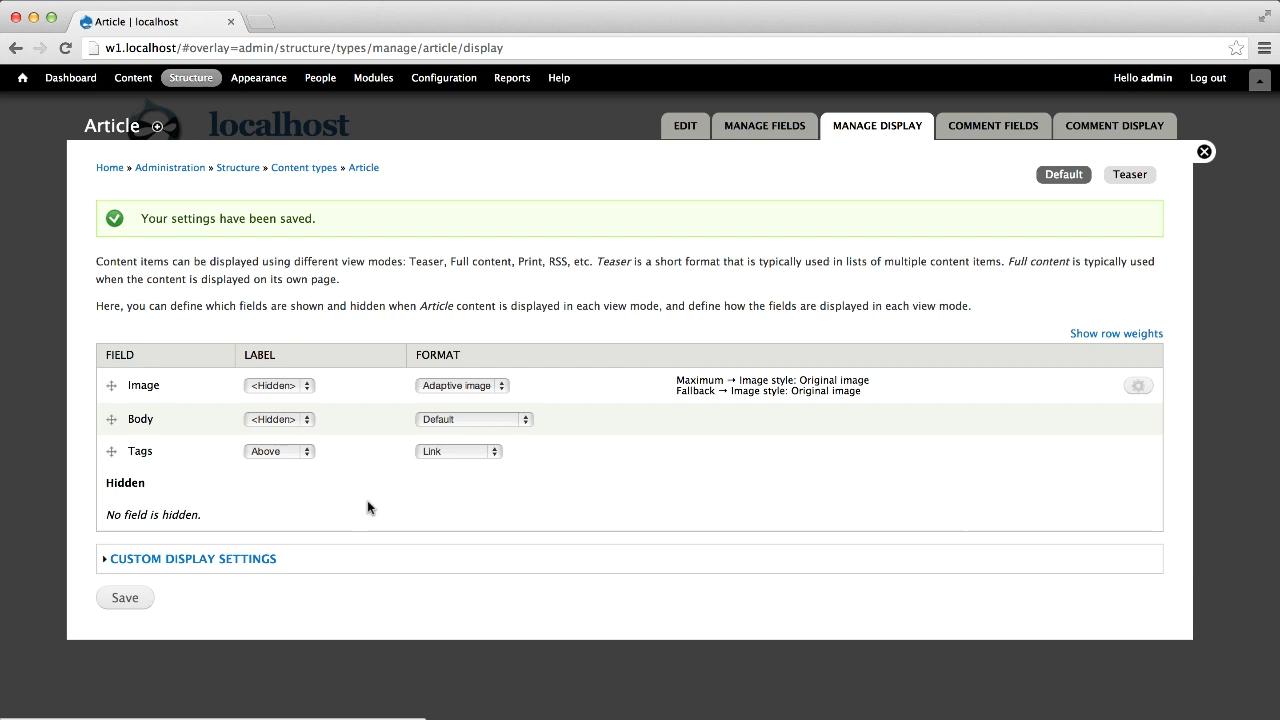 Article | localhost
w1.localhost/#overlay=admin/structure/types/manage/article/display
Dashboard Content Structure Appearance People Modules Configuration Reports Help Hello admin Log out
localhost
Article
EDIT MANAGE FIELDS MANAGE DISPLAY COMMENT FIELDS COMMENT DISPLAY
Home » Administration » Structure » Content types » Article
Default Teaser
Your settings have been saved.
Content items can be displayed using different view modes: Teaser, Full content, Print, RSS, etc. Teaser is a short format that is typically used in lists of multiple content items. Full content is typically used
when the content is displayed on its own page.
Here, you can define which fields are shown and hidden when Article content is displayed in each view mode, and define how the fields are displayed in each view mode.
Show row weights
FIELD LABEL FORMAT
Image <Hidden> Adaptive image Maximum → Image style: Original image
Fallback → Image style: Original image
Body <Hidden> Default
Tags Above Link
Hidden
No field is hidden.
CUSTOM DISPLAY SETTINGS
Save